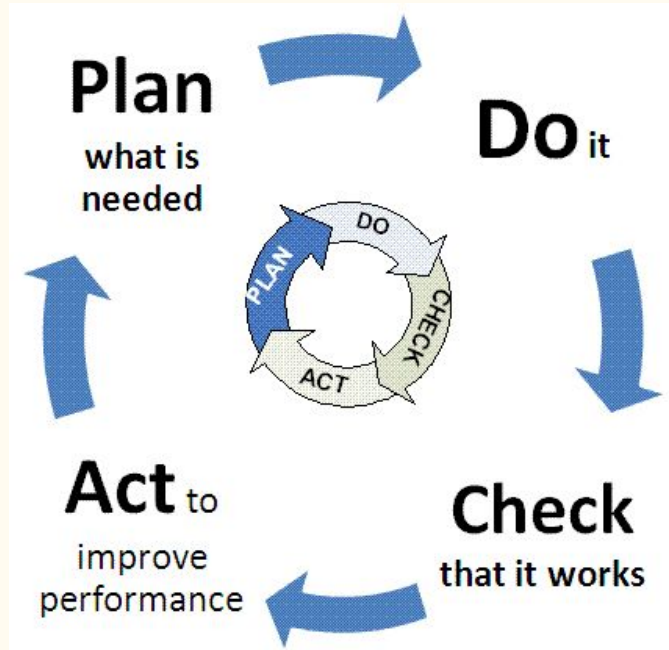 Plan
what is
needed
Do it
Check
that it works
Act to
improve
performance
PLAN
DO
CHECK
ACT